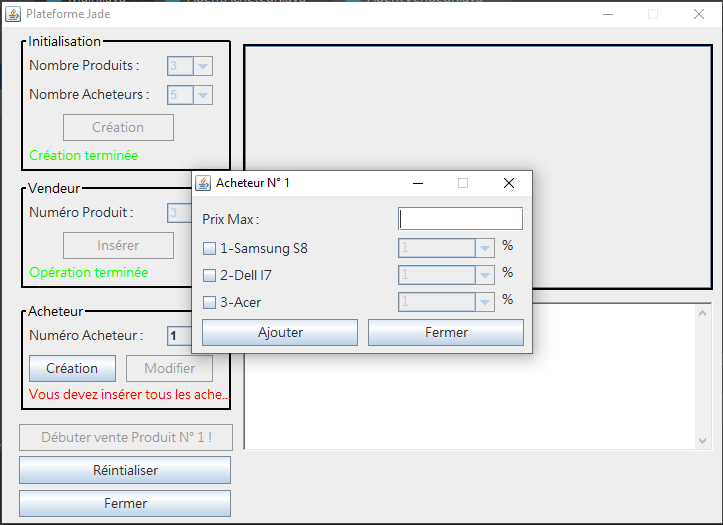 Plateforme Jade
Initialisation
Nombre Produits : 3
Nombre Acheteurs : 5
Création
Création terminée
Vendeur
Numéro Produit : 3
Insérer
Opération terminée
Acheteur
Numéro Acheteur : 1
Création Modifier
Vous devez insérer tous les ache...
Débuter vente Produit N° 1 !
Réintialiser
Fermer
Acheteur N° 1
Prix Max :
1-Samsung S8 1 %
2-Dell I7 1 %
3-Acer 1 %
Ajouter Fermer